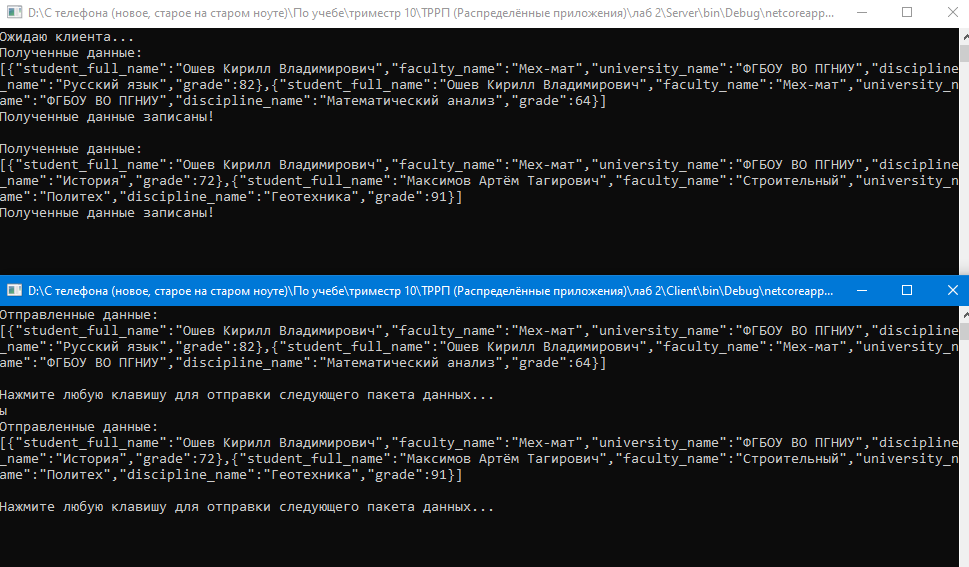 D:\С телефона (новое, старое на старом ноуте)\По учебе\триместр 10\ТРРП (Распределённые приложения)\лаб 2\Server\bin\Debug\netcoreapp...
Ожидаю клиента...
Полученные данные:
[{"student_full_name":"Ошев Кирилл Владимирович","faculty_name":"Мех-мат","university_name":"ФГБОУ ВО ПГНИУ","discipline
_name":"Русский язык","grade":82},{"student_full_name":"Ошев Кирилл Владимирович","faculty_name":"Мех-мат","university_n
ame":"ФГБОУ ВО ПГНИУ","discipline_name":"Математический анализ","grade":64}]
Полученные данные записаны!
Полученные данные:
[{"student_full_name":"Ошев Кирилл Владимирович","faculty_name":"Мех-мат","university_name":"ФГБОУ ВО ПГНИУ","discipline
_name":"История","grade":72},{"student_full_name":"Максимов Артём Тагирович","faculty_name":"Строительный","university_n
ame":"Политех","discipline_name":"Геотехника","grade":91}]
Полученные данные записаны!
D:\С телефона (новое, старое на старом ноуте)\По учебе\триместр 10\ТРРП (Распределённые приложения)\лаб 2\Client\bin\Debug\netcoreapp...
Отправленные данные:
[{"student_full_name":"Ошев Кирилл Владимирович","faculty_name":"Мех-мат","university_name":"ФГБОУ ВО ПГНИУ","discipline
_name":"Русский язык","grade":82},{"student_full_name":"Ошев Кирилл Владимирович","faculty_name":"Мех-мат","university_n
ame":"ФГБОУ ВО ПГНИУ","discipline_name":"Математический анализ","grade":64}]
Нажмите любую клавишу для отправки следующего пакета данных...
ы
Отправленные данные:
[{"student_full_name":"Ошев Кирилл Владимирович","faculty_name":"Мех-мат","university_name":"ФГБОУ ВО ПГНИУ","discipline
_name":"История","grade":72},{"student_full_name":"Максимов Артём Тагирович","faculty_name":"Строительный","university_n
ame":"Политех","discipline_name":"Геотехника","grade":91}]
Нажмите любую клавишу для отправки следующего пакета данных...